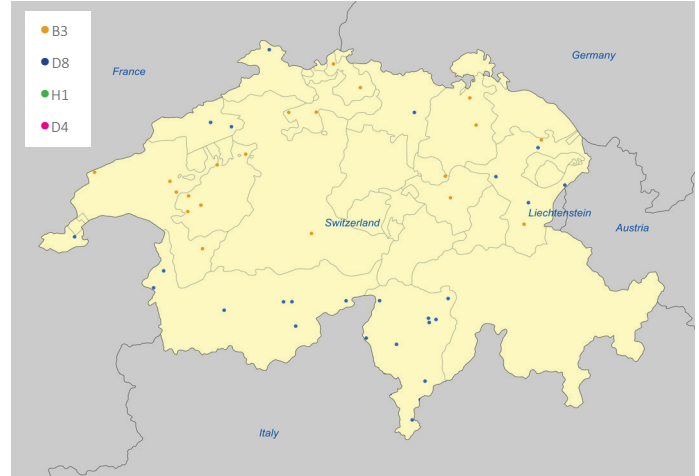 B3
D8
H1
D4
France
Germany
Switzerland
Liechtenstein
Austria
Italy